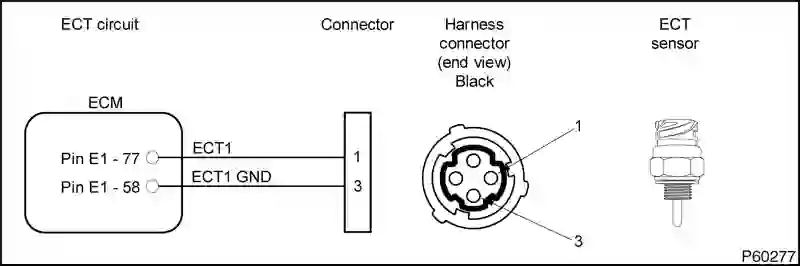 ECT circuit
Connector
Harness
connector
(end view)
Black
ECT
sensor
ECM
Pin E1 - 77
ECT1
1
Pin E1 - 58
ECT1 GND
3
1
3
P60277